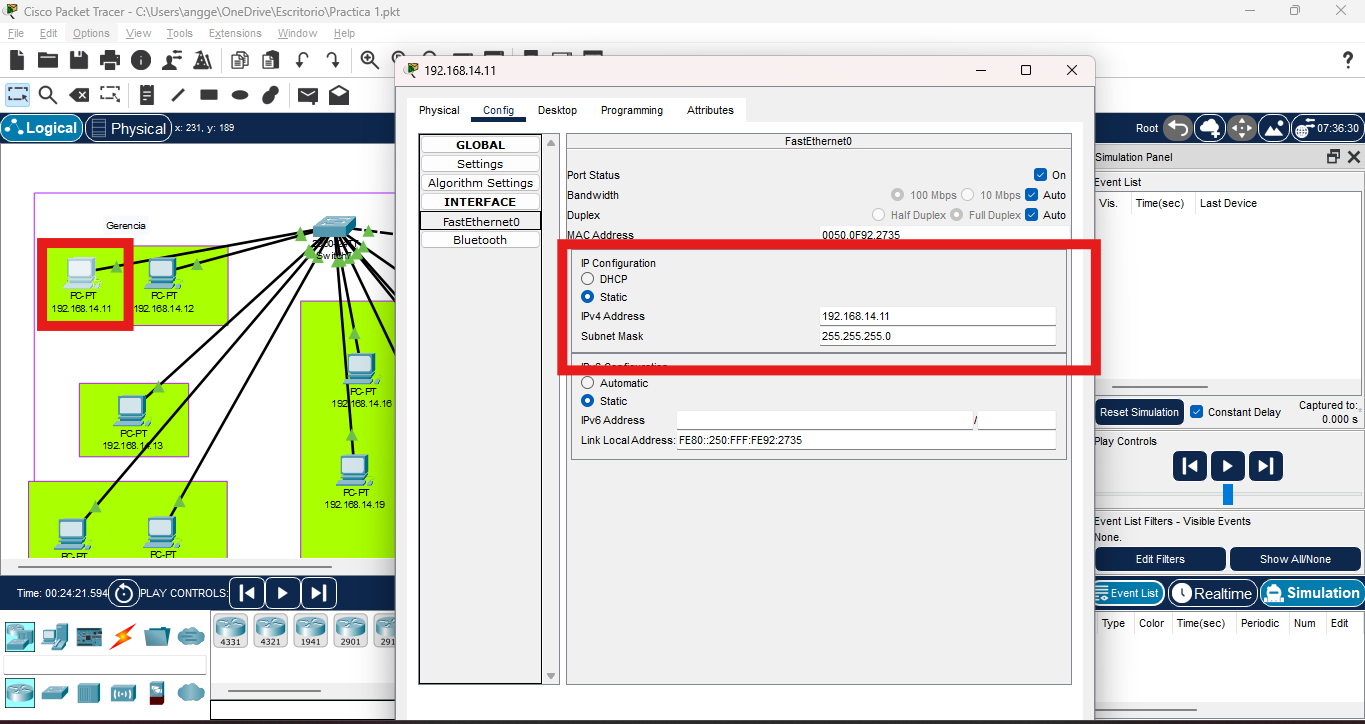 Cisco Packet Tracer - C:\Users\angge\OneDrive\Escritorio\Practica 1.pkt
File Edit Options View Tools Extensions Window Help
?
Logical Physical x: 231, y: 189
Root 07:36:30
192.168.14.11
Physical Config Desktop Programming Attributes
GLOBAL
Settings
Algorithm Settings
INTERFACE
FastEthernet0
Bluetooth
FastEthernet0
Port Status On
Bandwidth 100 Mbps 10 Mbps Auto
Duplex Half Duplex Full Duplex Auto
MAC Address 0050.0F92.2735
IP Configuration
DHCP
Static
IPv4 Address 192.168.14.11
Subnet Mask 255.255.255.0
Automatic
Static
IPv6 Address /
Link Local Address: FE80::250:FFF:FE92:2735
Gerencia
PC-PT
192.168.14.11
PC-PT
192.168.14.12
PC-PT
192.168.14.16
PC-PT
192.168.14.13
PC-PT
192.168.14.19
PC-PT
PC-PT
Simulation Panel
Event List
Vis. Time(sec) Last Device
Reset Simulation Constant Delay Captured to:
0.000 s
Play Controls
Event List Filters - Visible Events
None.
Edit Filters Show All/None
Event List Realtime Simulation
Type Color Time(sec) Periodic Num Edit
Time: 00:24:21.594 PLAY CONTROLS:
4331 4321 1941 2901